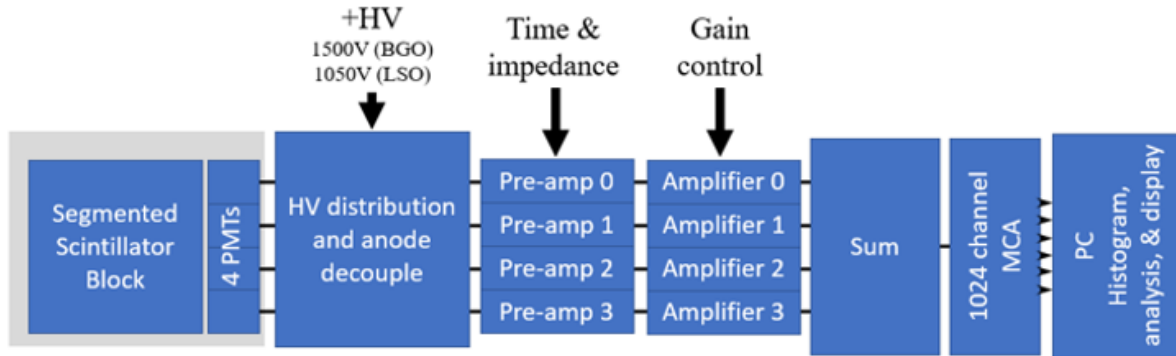 +HV
1500V (BGO)
1050V (LSO)
Time &
impedance
Gain
control
Segmented
Scintillator
Block
4 PMTs
HV distribution
and anode
decouple
Pre-amp 0
Pre-amp 1
Pre-amp 2
Pre-amp 3
Amplifier 0
Amplifier 1
Amplifier 2
Amplifier 3
Sum
1024 channel
MCA
PC
Histogram,
analysis, & display